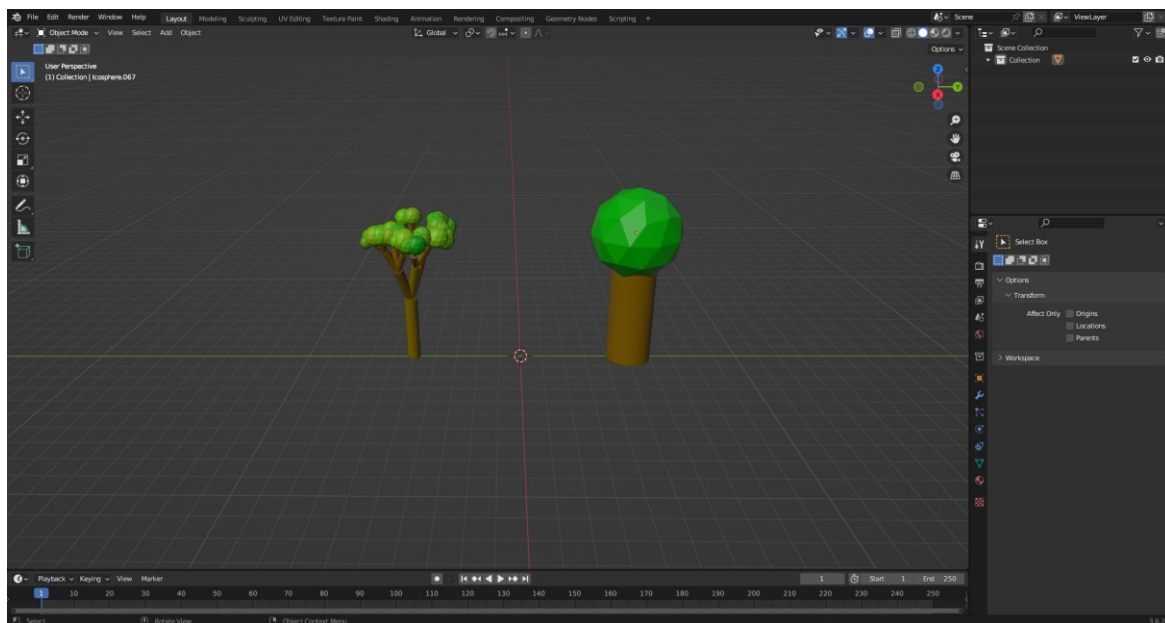 File Edit Render Window Help Layout Modeling Sculpting UV Editing Texture Paint Shading Animation Rendering Compositing Geometry Nodes Scripting + Scene ViewLayer
Object Mode View Select Add Object Global
Options
User Perspective
(1) Collection | Icosphere.067
Z
Y
X
Scene Collection
Collection
Select Box
Options
Transform
Affect Only Origins
Locations
Parents
Workspace
Playback Keying View Marker 1 Start 1 End 250
1 10 20 30 40 50 60 70 80 90 100 110 120 130 140 150 160 170 180 190 200 210 220 230 240 250
Select Rotate View Object Context Menu